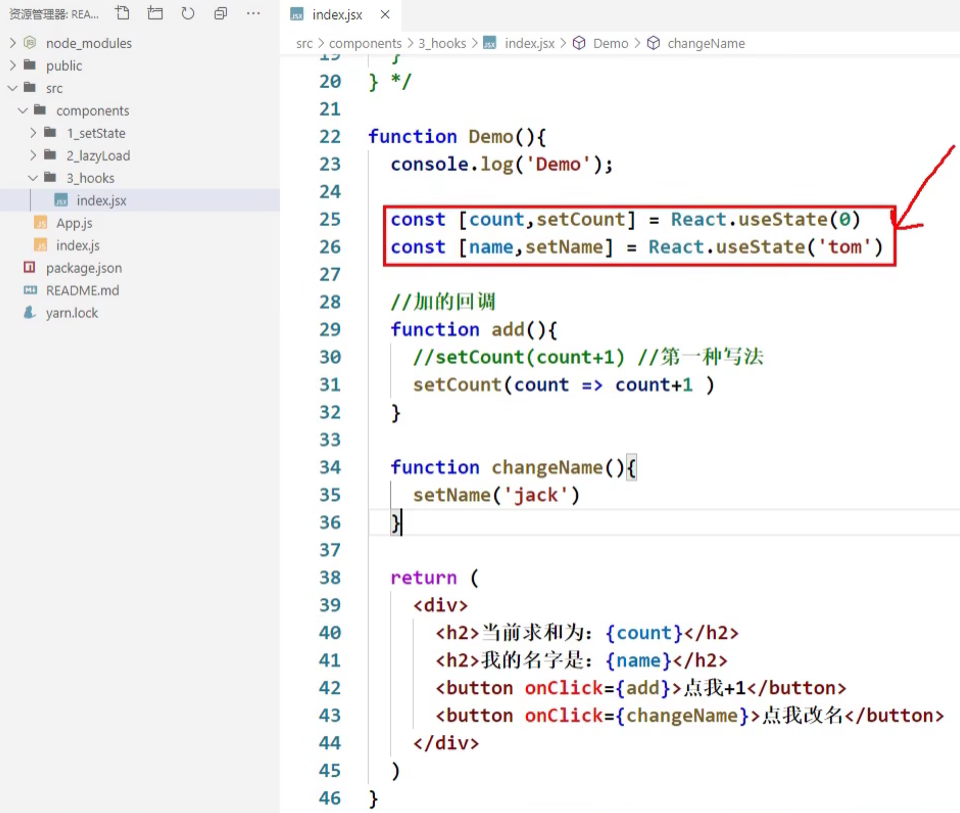 资源管理器: REA...
node_modules
public
src
components
1_setState
2_lazyLoad
3_hooks
index.jsx
App.js
index.js
package.json
README.md
yarn.lock
index.jsx
src > components > 3_hooks > index.jsx > Demo > changeName
19 }
20 } */
21
22 function Demo(){
23 console.log('Demo');
24
25 const [count,setCount] = React.useState(0)
26 const [name,setName] = React.useState('tom')
27
28 //加的回调
29 function add(){
30 //setCount(count+1) //第一种写法
31 setCount(count => count+1 )
32 }
33
34 function changeName(){
35 setName('jack')
36 }
37
38 return (
39 <div>
40 <h2>当前求和为：{count}</h2>
41 <h2>我的名字是：{name}</h2>
42 <button onClick={add}>点我+1</button>
43 <button onClick={changeName}>点我改名</button>
44 </div>
45 )
46 }